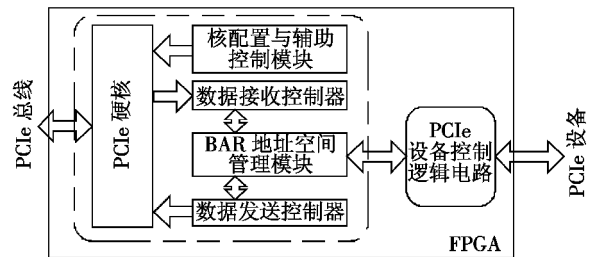 PCIe 总线
PCIe 硬核
核配置与辅助
控制模块
数据接收控制器
BAR 地址空间
管理模块
数据发送控制器
PCIe
设备控制
逻辑电路
PCIe 设备
FPGA